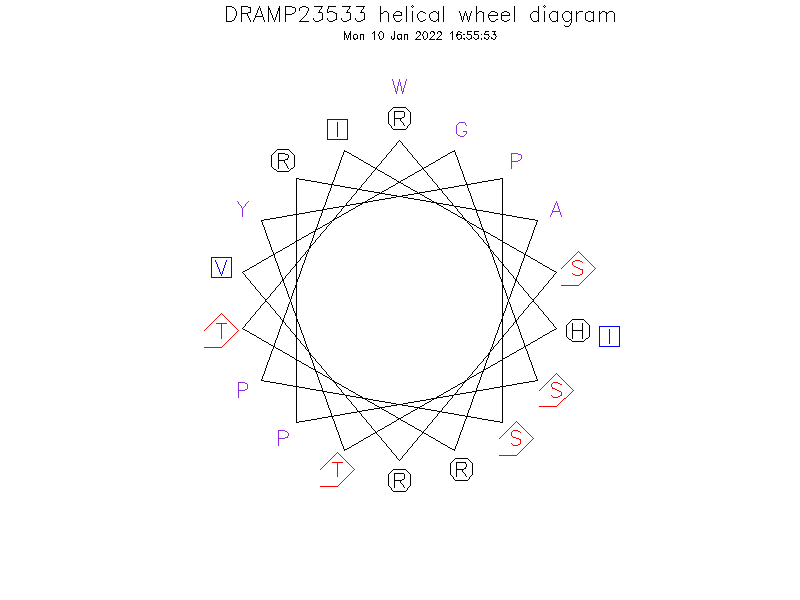 DRAMP23533 helical wheel diagram
Mon 10 Jan 2022 16:55:53
W
I R G
R P
Y A
V S
T H I
P S
P S
T R R